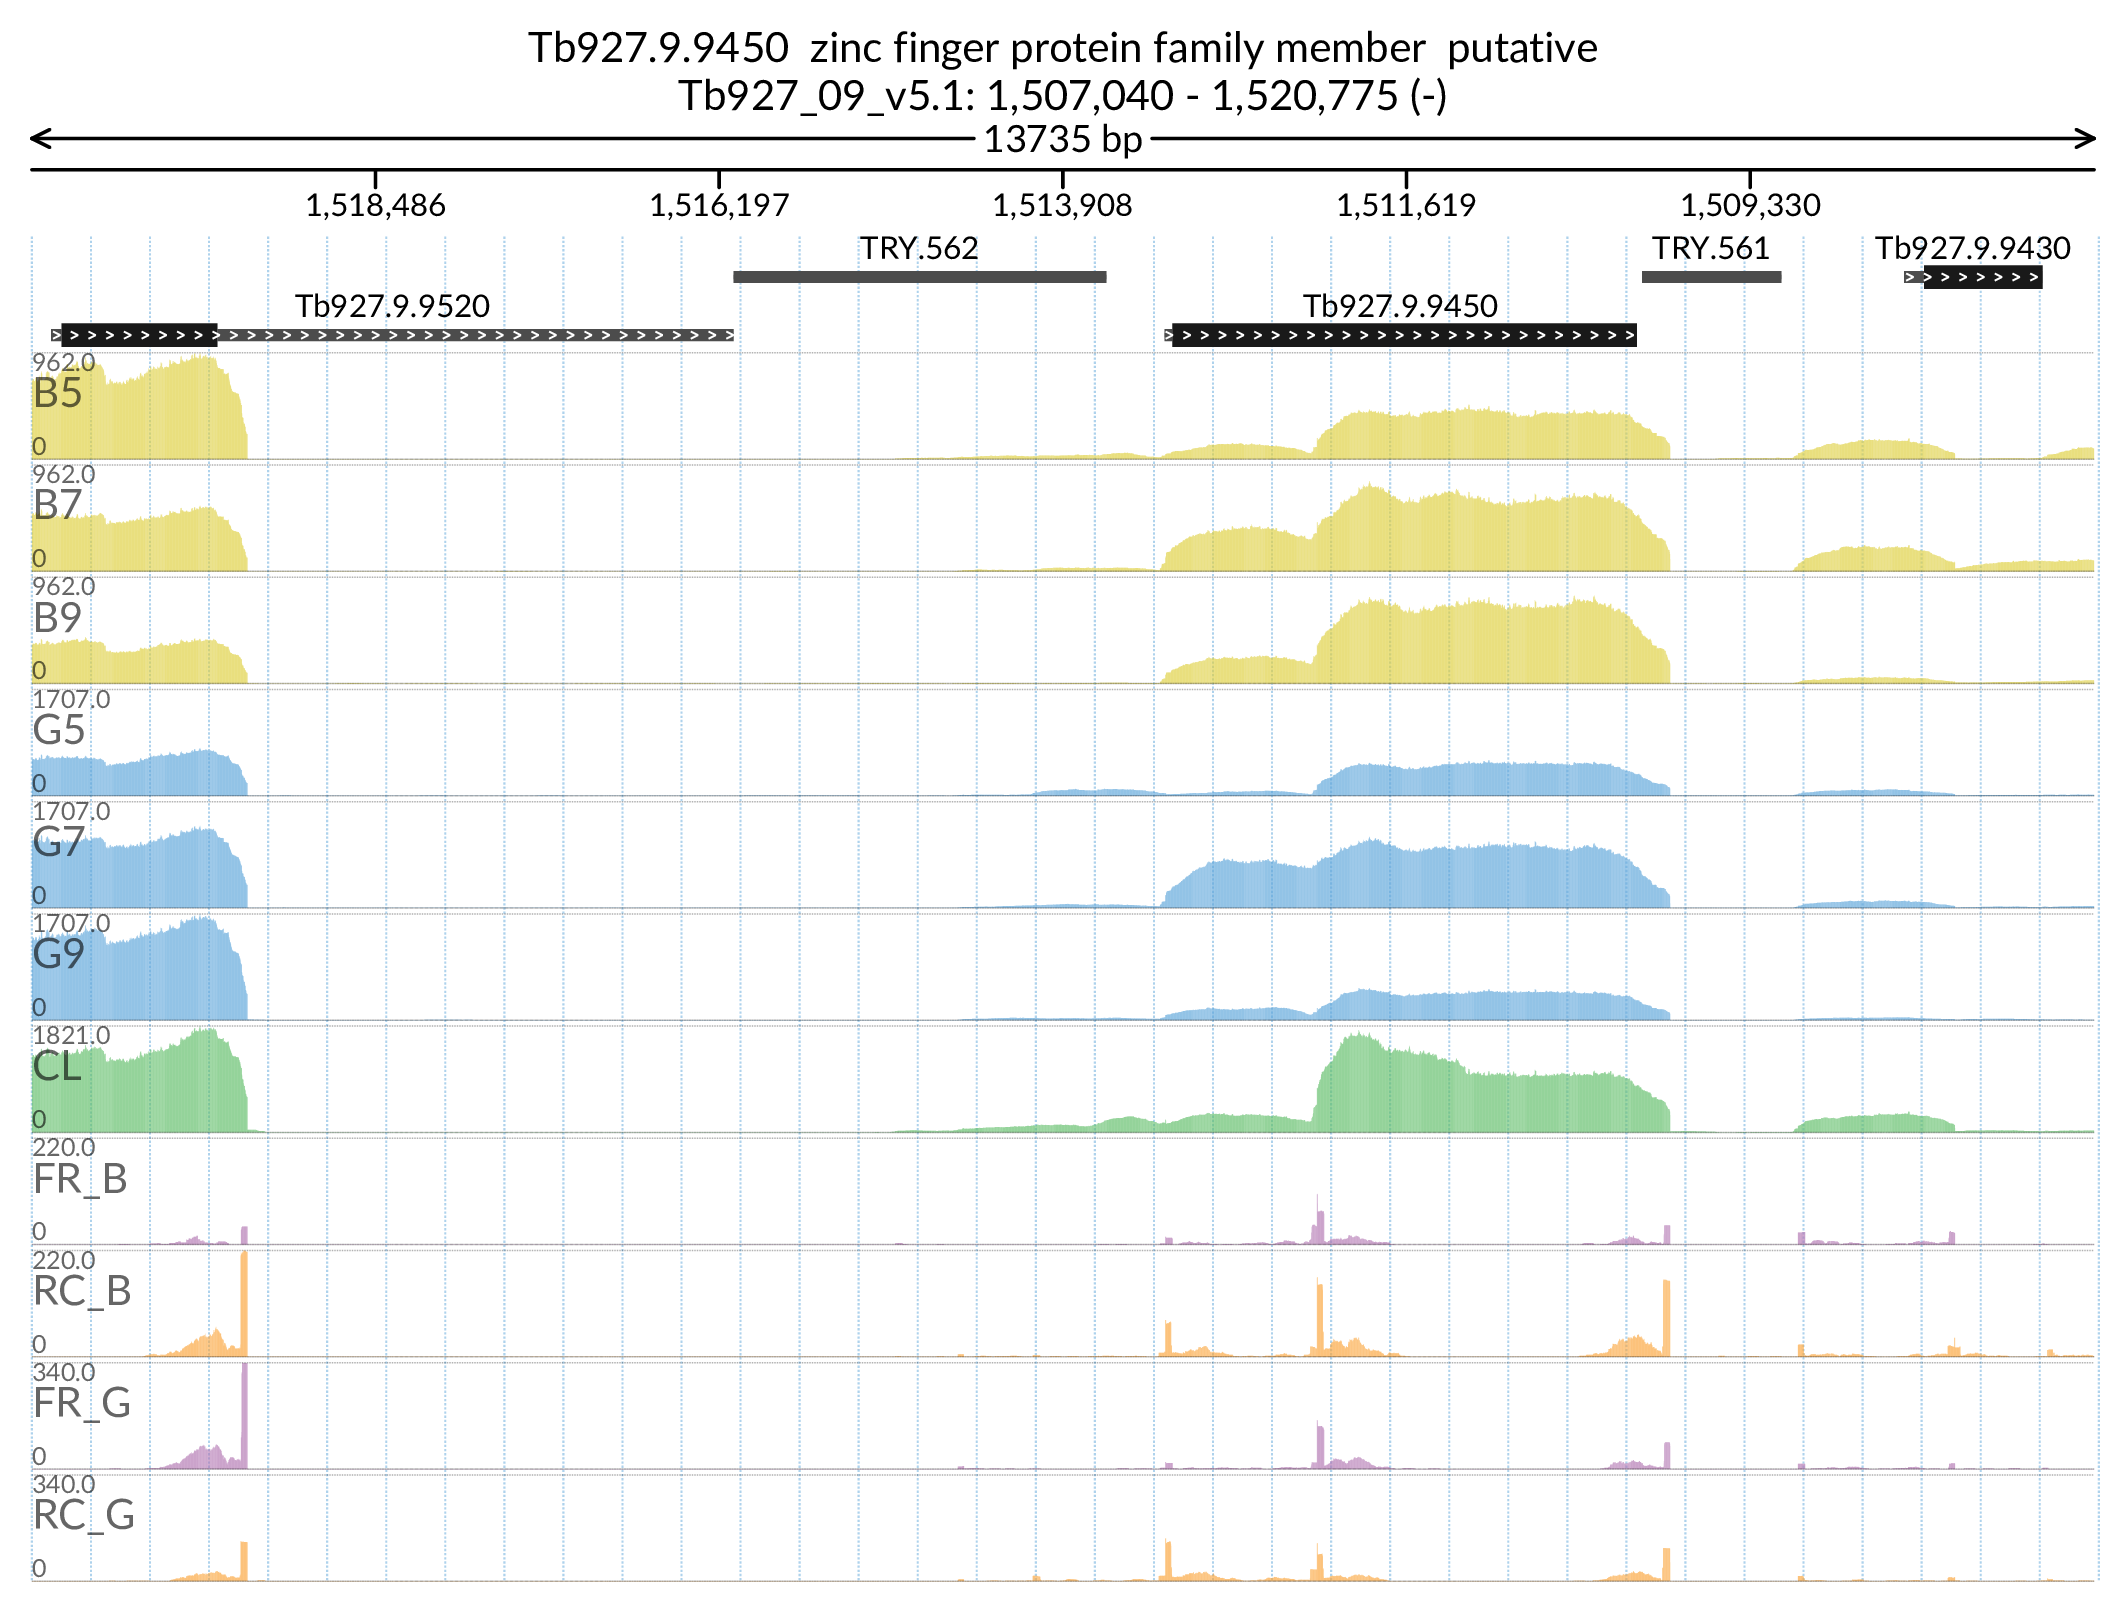 Tb927.9.9450  zinc finger protein family member  putative
Tb927_09_v5.1: 1,507,040 - 1,520,775 (-)
13735 bp
1,518,486 1,516,197 1,513,908 1,511,619 1,509,330
TRY.562 TRY.561 Tb927.9.9430
Tb927.9.9520 Tb927.9.9450
962.0
B5
0
962.0
B7
0
962.0
B9
0
1707.0
G5
0
1707.0
G7
0
1707.0
G9
0
1821.0
CL
0
220.0
FR_B
0
220.0
RC_B
0
340.0
FR_G
0
340.0
RC_G
0